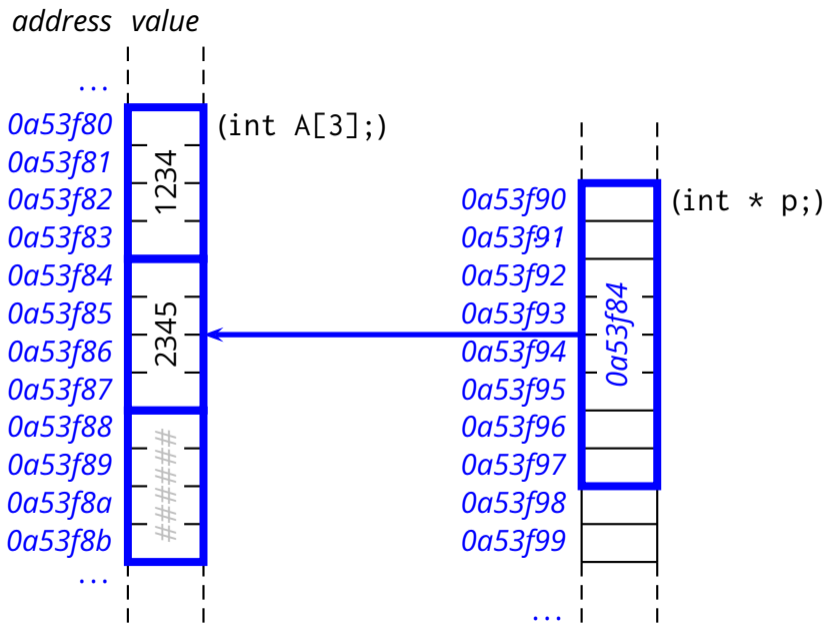 address value
...
0a53f80 (int A[3];)
0a53f81
1234
0a53f82
0a53f83
0a53f84
0a53f85
2345
0a53f86
0a53f87
0a53f88
######
0a53f89
0a53f8a
0a53f8b
...
0a53f90 (int * p;)
0a53f91
0a53f92
0a53f93
0a53f84
0a53f94
0a53f95
0a53f96
0a53f97
0a53f98
0a53f99
...